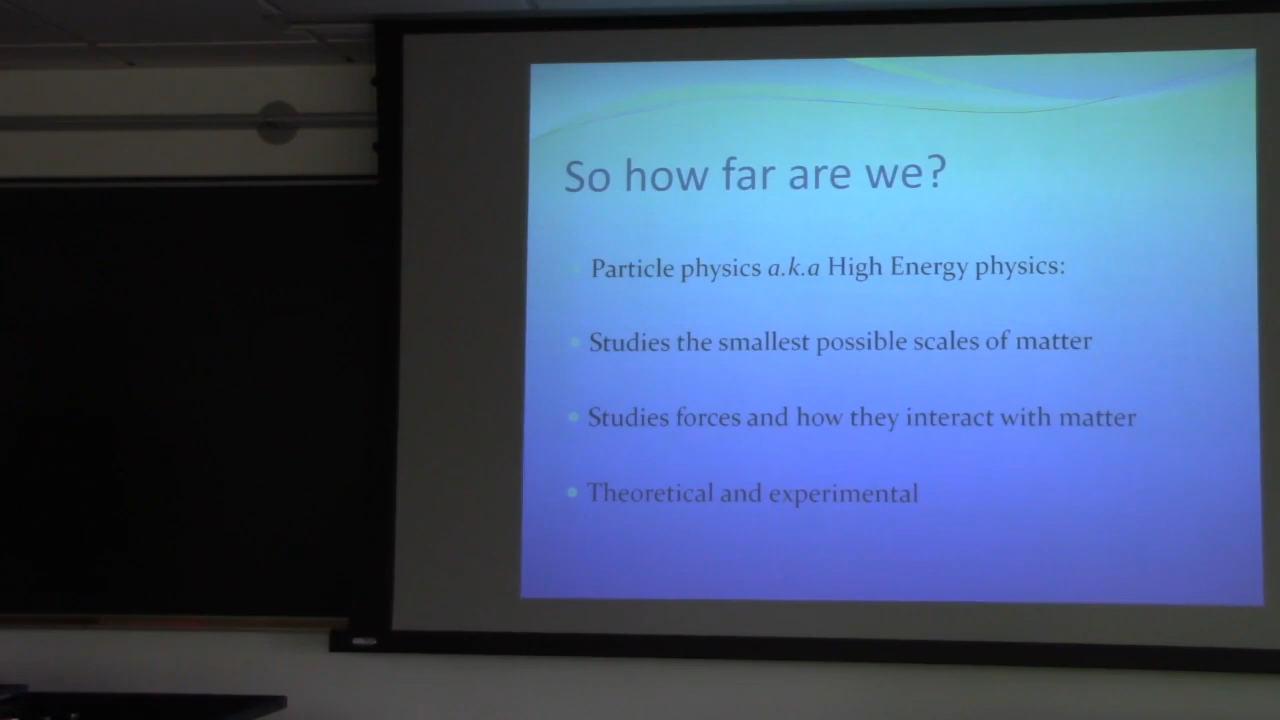 So how far are we?
Particle physics a.k.a High Energy physics:
Studies the smallest possible scales of matter
Studies forces and how they interact with matter
Theoretical and experimental